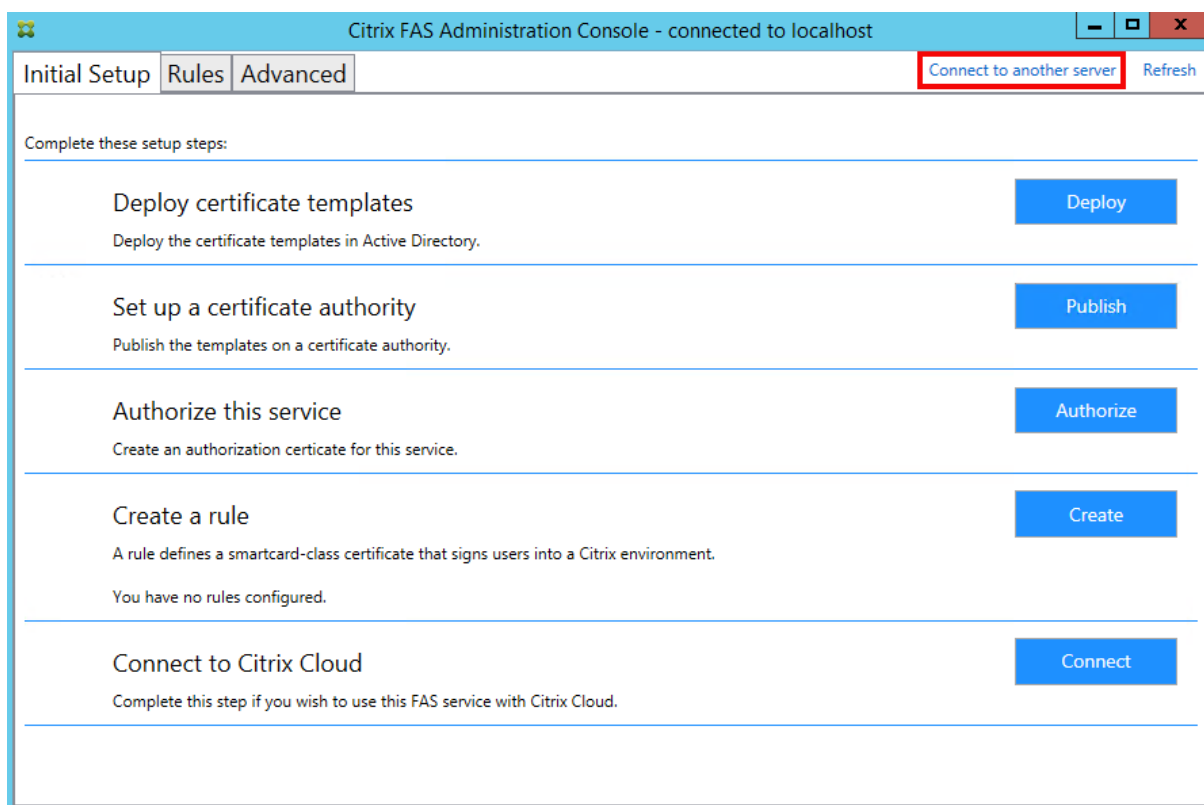 Citrix FAS Administration Console - connected to localhost
Initial Setup Rules Advanced Connect to another server Refresh
Complete these setup steps:
Deploy certificate templates Deploy
Deploy the certificate templates in Active Directory.
Set up a certificate authority Publish
Publish the templates on a certificate authority.
Authorize this service Authorize
Create an authorization certicate for this service.
Create a rule Create
A rule defines a smartcard-class certificate that signs users into a Citrix environment.
You have no rules configured.
Connect to Citrix Cloud Connect
Complete this step if you wish to use this FAS service with Citrix Cloud.